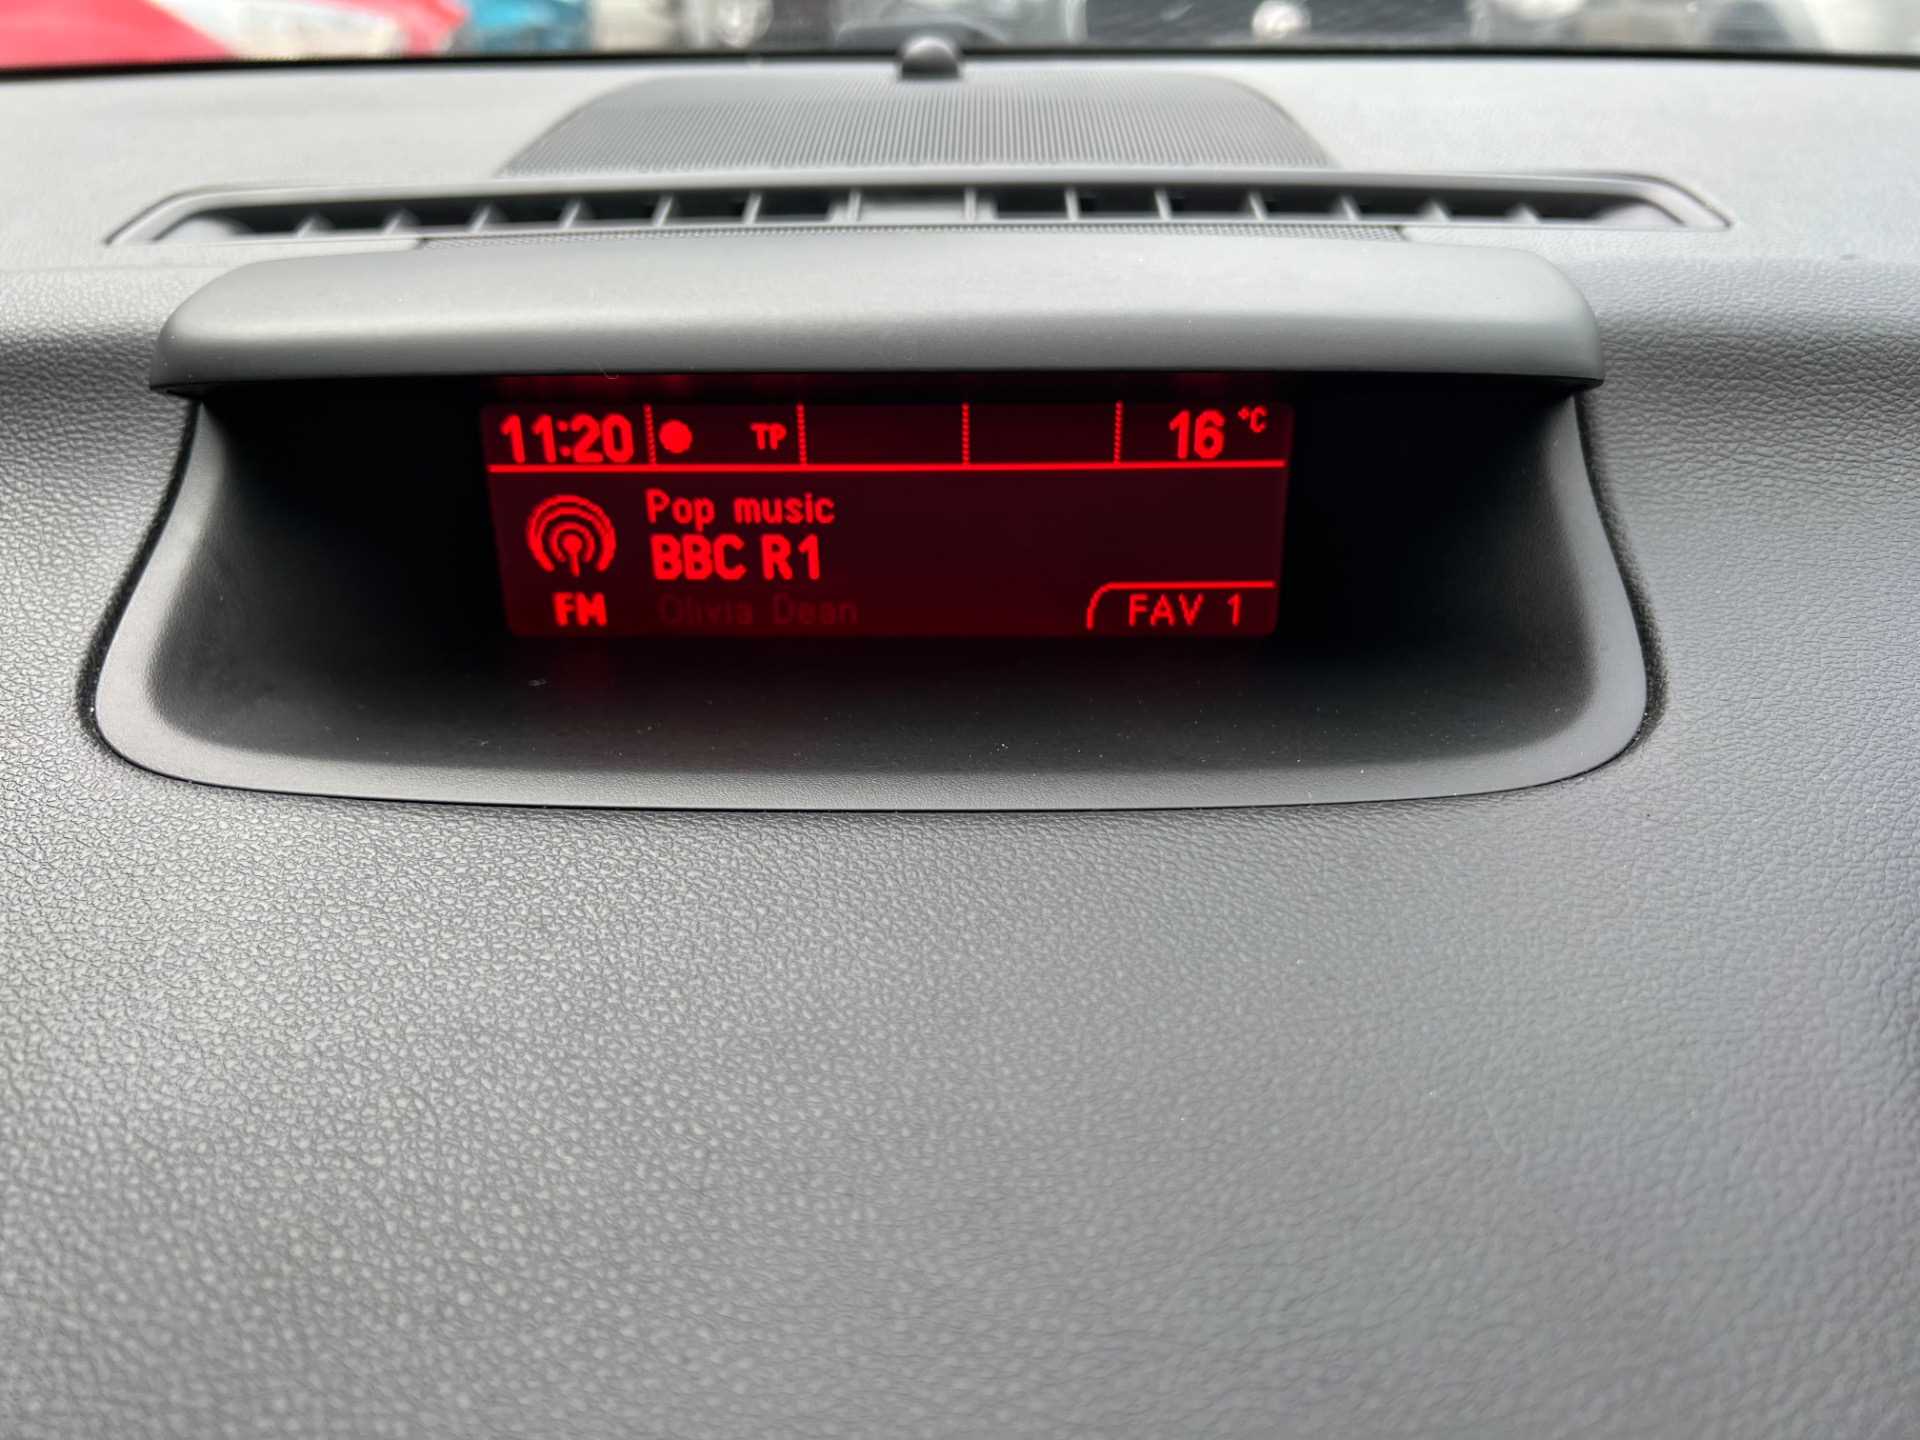 11:20 TP 16 °C
Pop music
BBC R1
FM Olivia Dean FAV 1